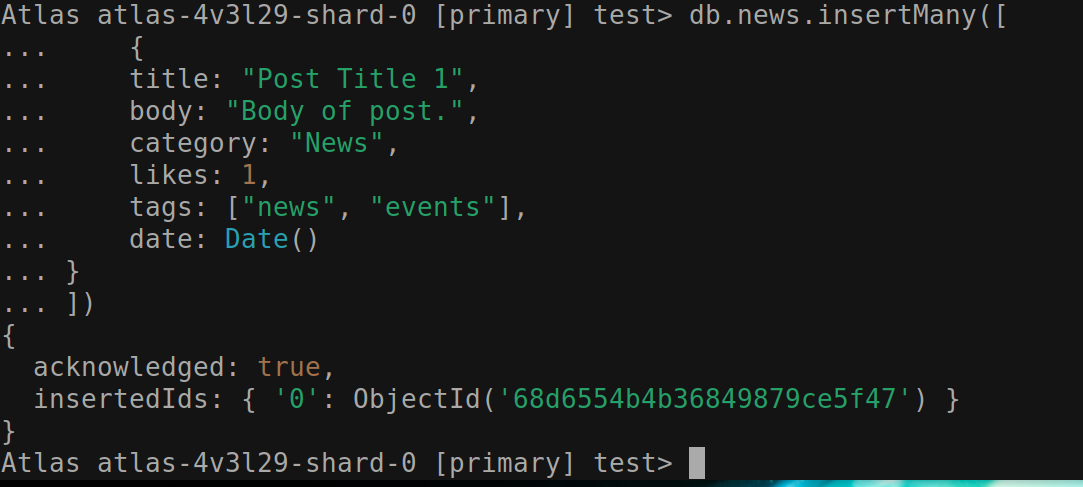 Atlas atlas-4v3l29-shard-0 [primary] test> db.news.insertMany([
...     {
...     title: "Post Title 1",
...     body: "Body of post.",
...     category: "News",
...     likes: 1,
...     tags: ["news", "events"],
...     date: Date()
... }
... ])
{
  acknowledged: true,
  insertedIds: { '0': ObjectId('68d6554b4b36849879ce5f47') }
}
Atlas atlas-4v3l29-shard-0 [primary] test>